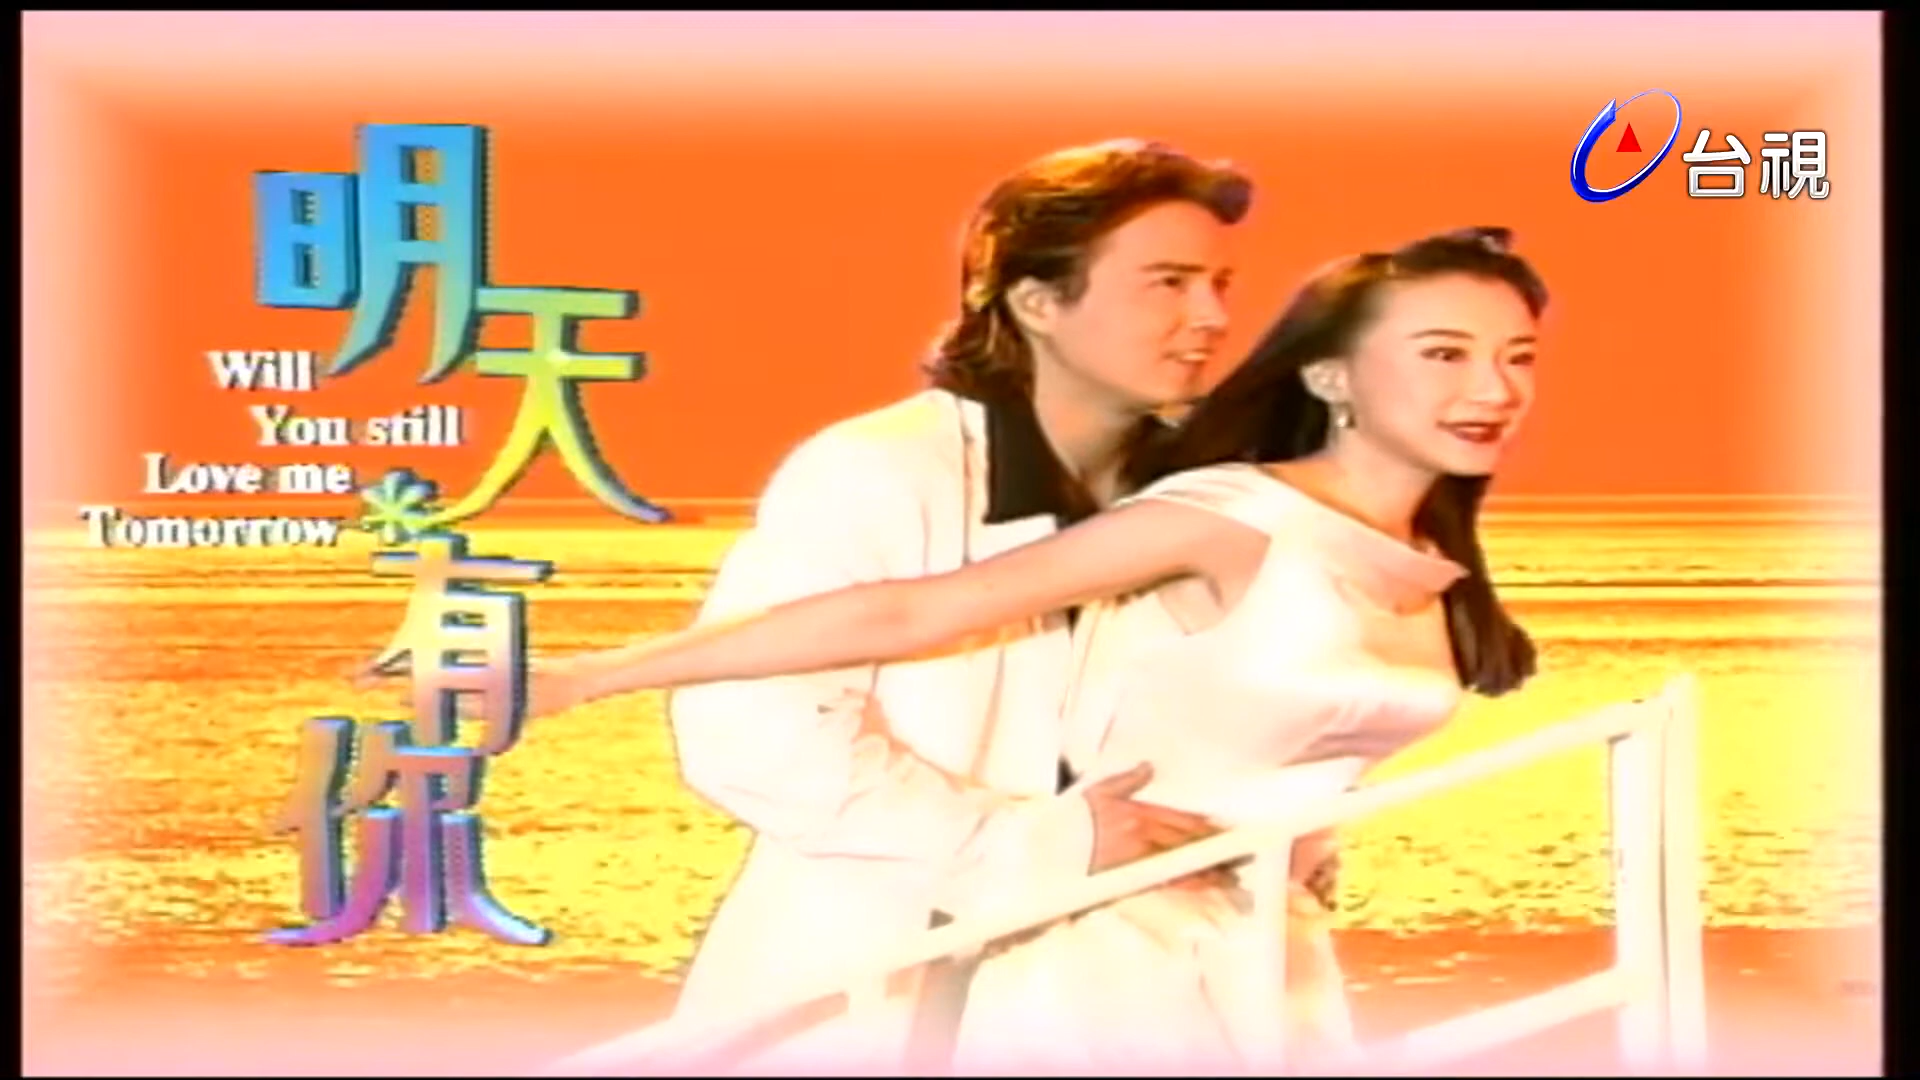 明天有你
Will
You still
Love me
Tomorrow
台視